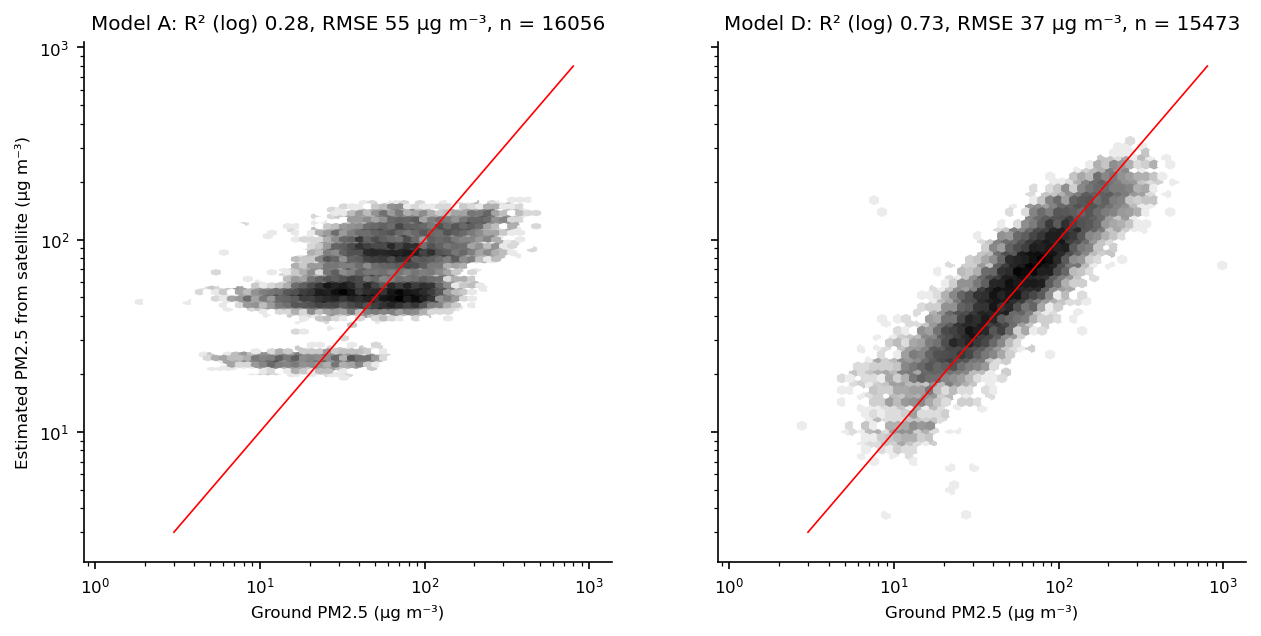 Model A: R² (log) 0.28, RMSE 55 µg m⁻³, n = 16056
Model D: R² (log) 0.73, RMSE 37 µg m⁻³, n = 15473
Estimated PM2.5 from satellite (µg m⁻³)
10³
10²
10¹
10⁰ 10¹ 10² 10³
10⁰ 10¹ 10² 10³
Ground PM2.5 (µg m⁻³)
Ground PM2.5 (µg m⁻³)